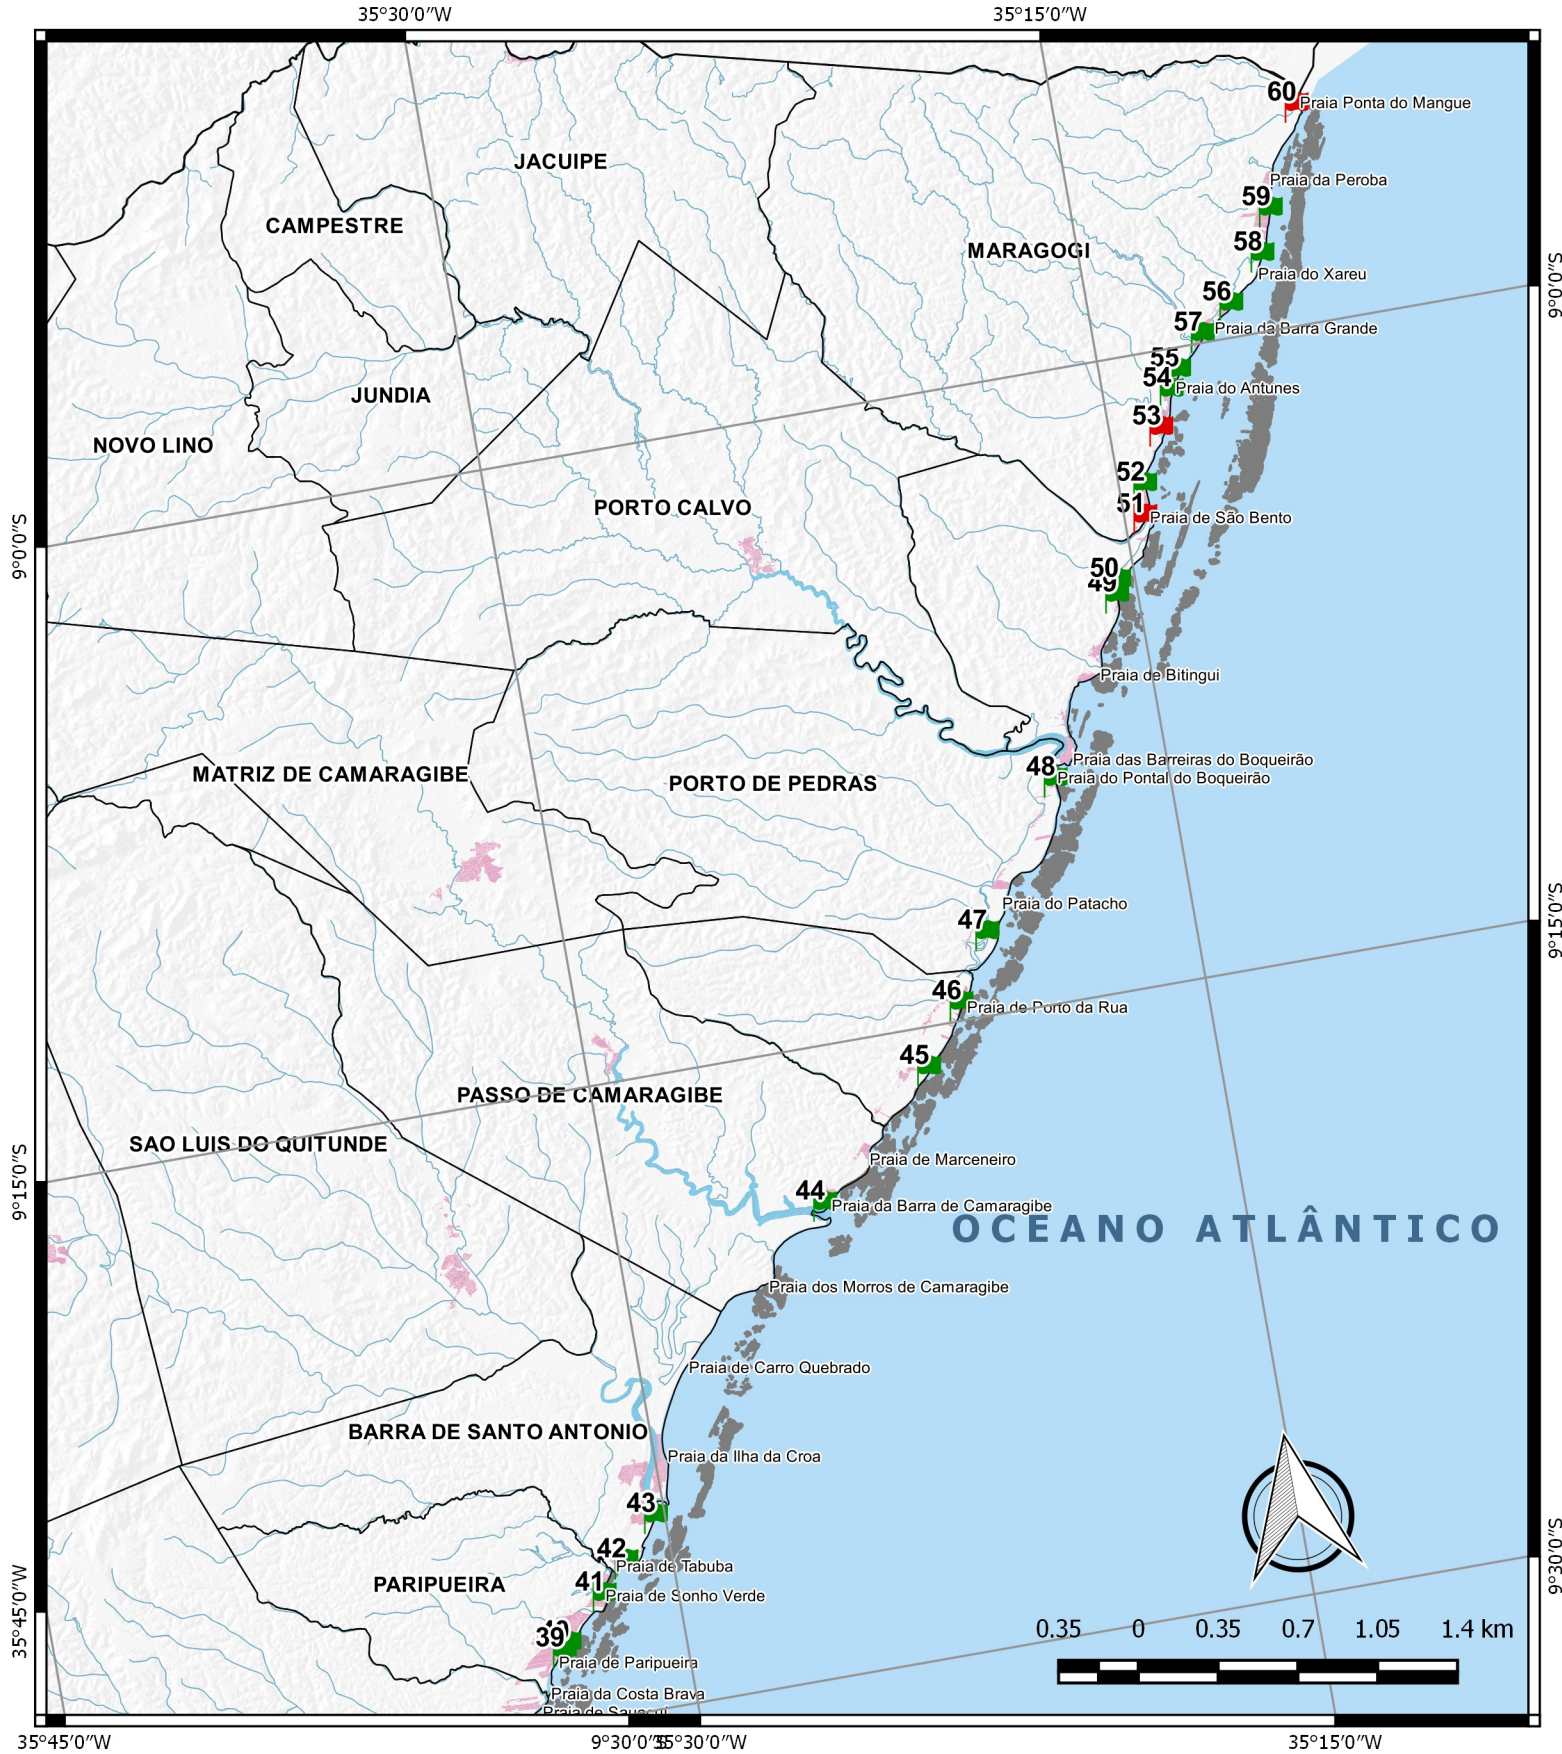 35°30'0"W
35°15'0"W
60
Praia Ponta do Mangue
JACUIPE
Praia da Peroba
59
CAMPESTRE
58
MARAGOGI
Praia do Xareu
9°0'0"S
56
57
Praia da Barra Grande
55
54
Praia do Antunes
JUNDIA
53
NOVO LINO
52
51
PORTO CALVO
Praia de São Bento
9°0'0"S
50
49
Praia de Bitingui
Praia das Barreiras do Boqueirão
48
Praia do Pontal do Boqueirão
MATRIZ DE CAMARAGIBE
PORTO DE PEDRAS
Praia do Patacho
47
9°15'0"S
46
Praia de Porto da Rua
45
PASSO DE CAMARAGIBE
SAO LUIS DO QUITUNDE
Praia de Marceneiro
9°15'0"S
44
Praia da Barra de Camaragibe
OCEANO ATLÂNTICO
Praia dos Morros de Camaragibe
Praia de Carro Quebrado
BARRA DE SANTO ANTONIO
Praia da Ilha da Croa
43
42
Praia de Tabuba
9°30'0"S
PARIPUEIRA
41
Praia de Sonho Verde
35°45'0"W
39
0.35 0 0.35 0.7 1.05 1.4 km
Praia de Paripueira
Praia da Costa Brava
35°45'0"W
9°30'0"S
35°30'0"W
35°15'0"W